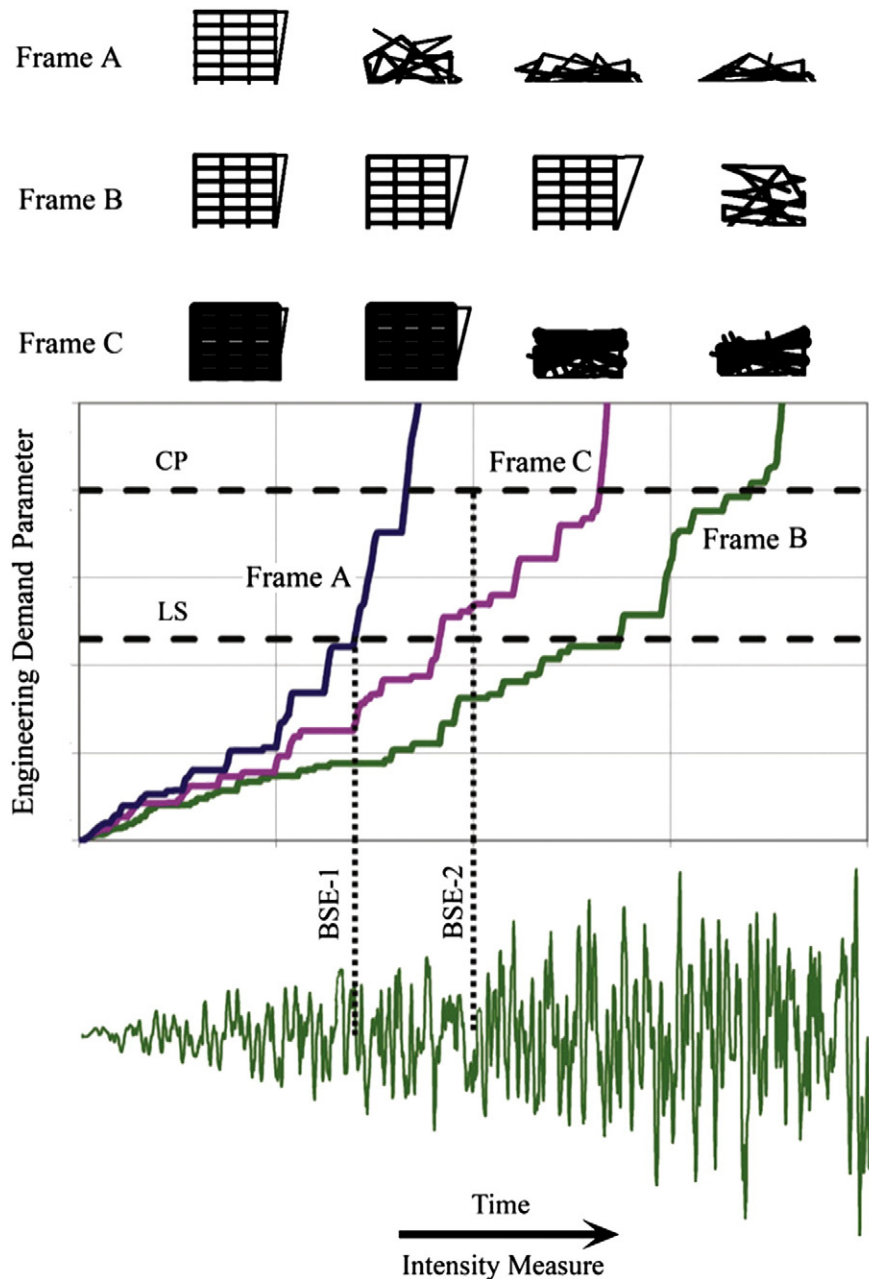 Frame A
Frame B
Frame C
CP
Frame C
Frame B
Frame A
LS
Engineering Demand Parameter
BSE-1
BSE-2
Time
Intensity Measure